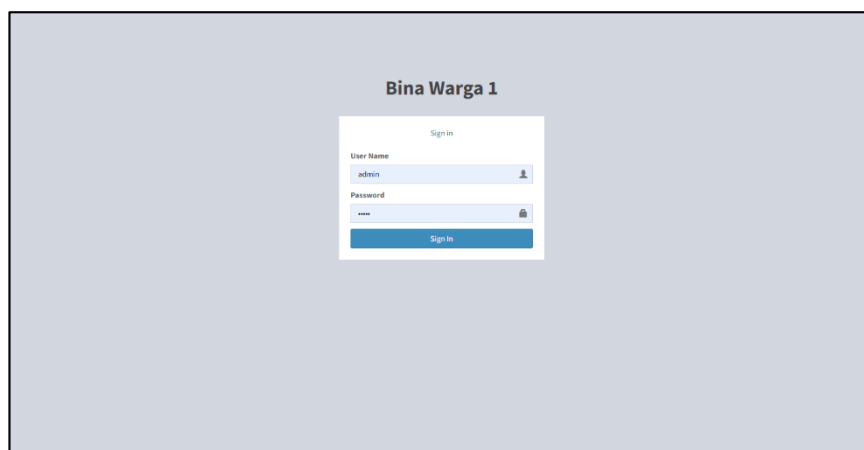 Bina Warga 1
Sign in
User Name
admin
Password
•••••
Sign In